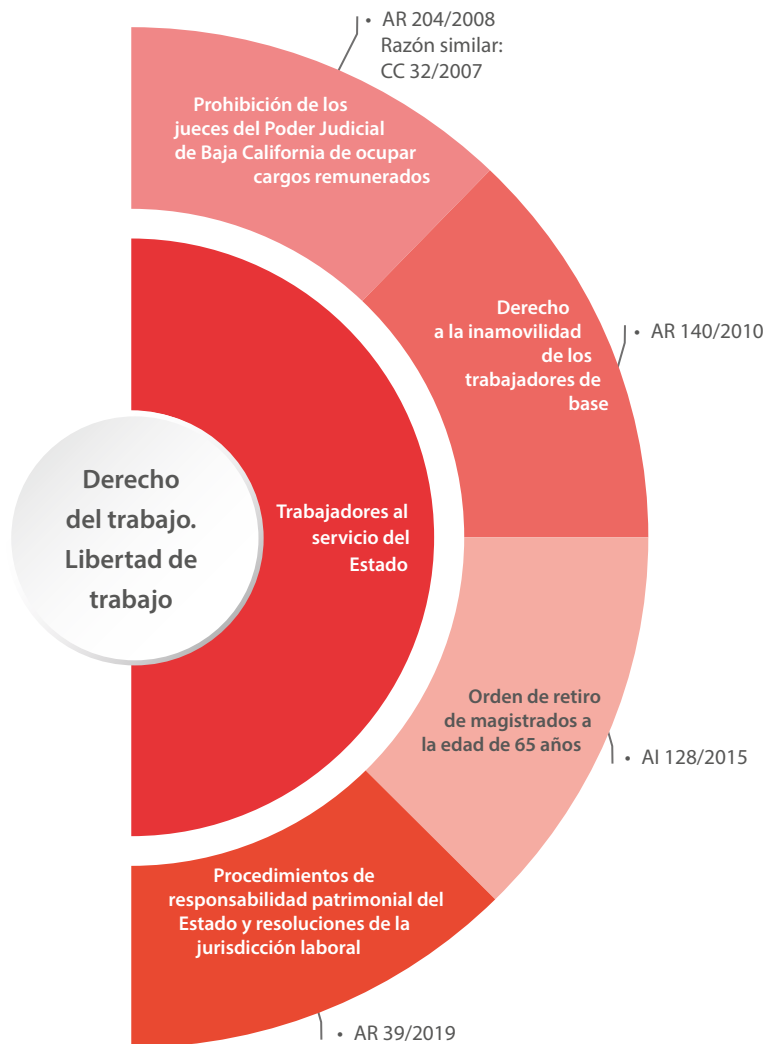 • AR 204/2008
Razón similar:
CC 32/2007
Prohibición de los
jueces del Poder Judicial
de Baja California de ocupar
cargos remunerados
Derecho
a la inamovilidad
de los
trabajadores de
base
• AR 140/2010
Derecho
del trabajo.
Libertad de
trabajo
Trabajadores al
servicio del
Estado
Orden de retiro
de magistrados a
la edad de 65 años
• AI 128/2015
Procedimientos de
responsabilidad patrimonial del
Estado y resoluciones de la
jurisdicción laboral
• AR 39/2019